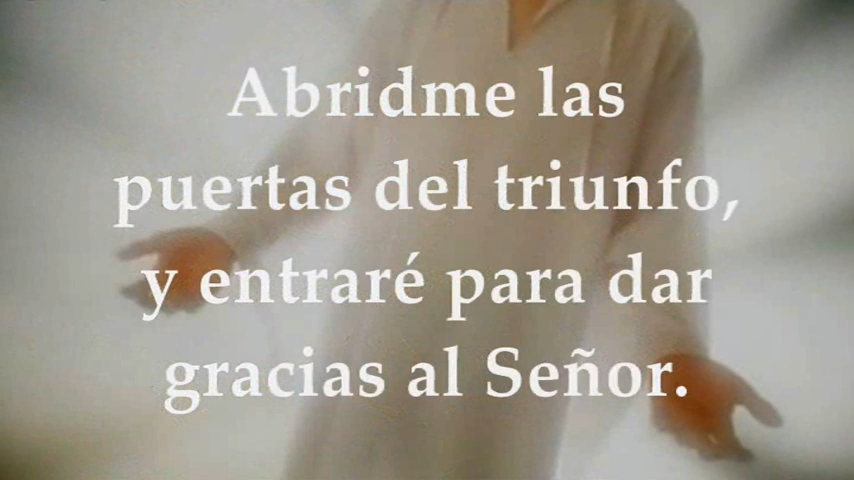 Abridme las
puertas del triunfo,
y entraré para dar
gracias al Señor.